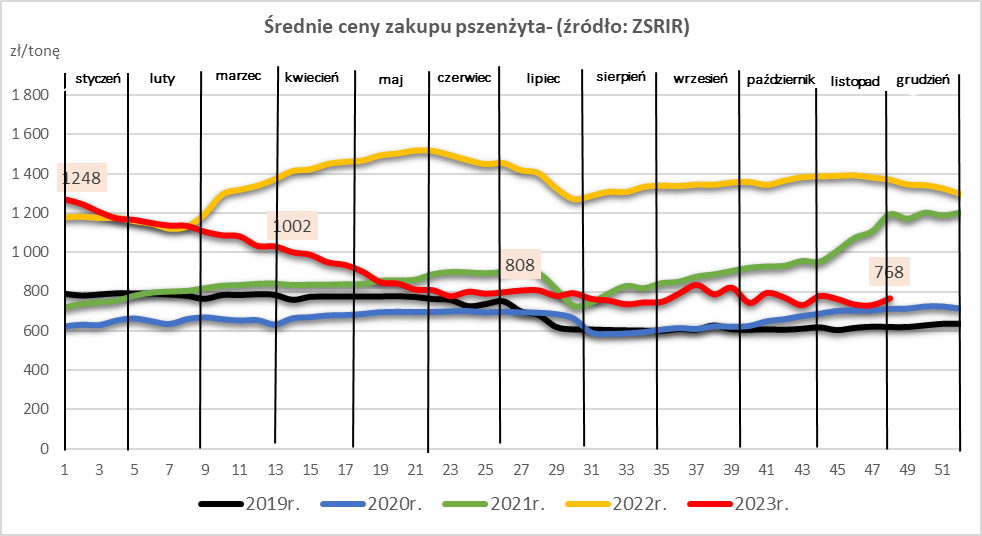 Średnie ceny zakupu pszenżyta- (źródło: ZSRIR)
zł/tonę
styczeń luty marzec kwiecień maj czerwiec lipiec sierpień wrzesień październik listopad grudzień
1 800
1 600
1 400
1 200
1 000
800
600
400
200
0
1248
1002
808
768
1 3 5 7 9 11 13 15 17 19 21 23 25 27 29 31 33 35 37 39 41 43 45 47 49 51
2019r. 2020r. 2021r. 2022r. 2023r.